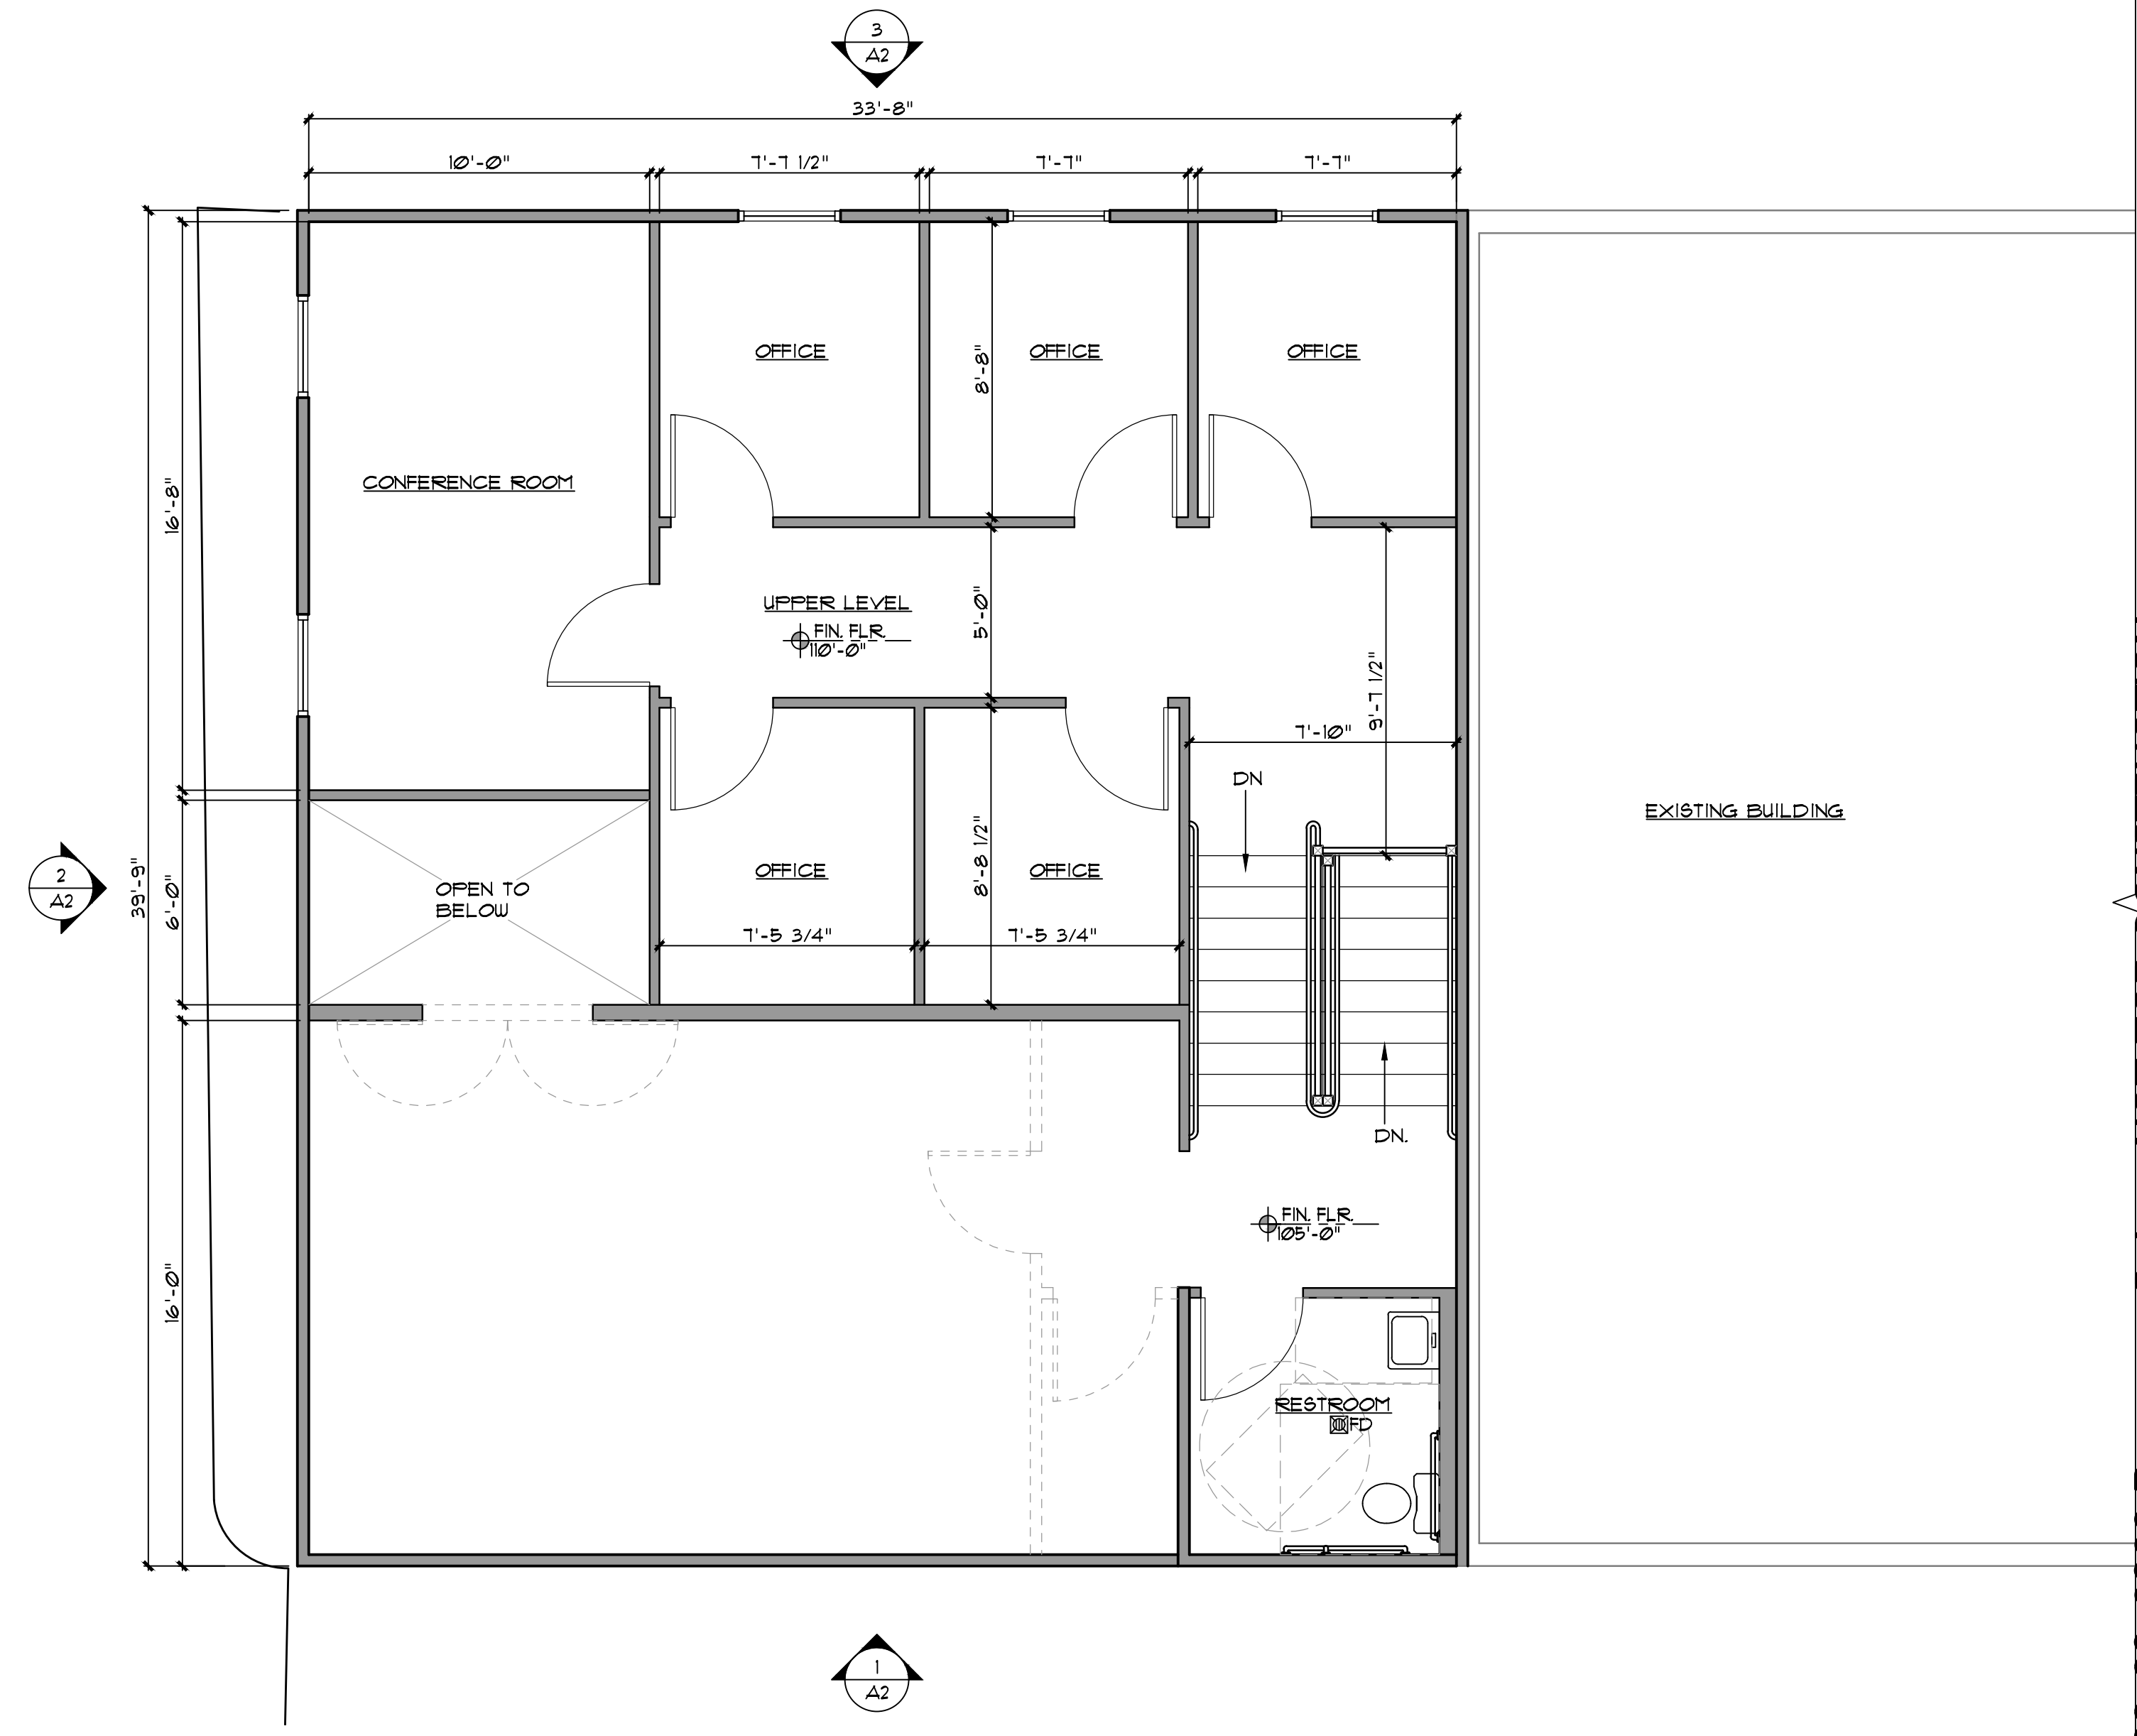 3
A2
33'-8"
10'-0"
7'-7 1/2"
7'-7"
7'-7"
OFFICE
OFFICE
OFFICE
8'-8"
CONFERENCE ROOM
16'-8"
UPPER LEVEL
FIN. FLR.
110'-0"
5'-0"
9'-7 1/2"
7'-10"
DN
EXISTING BUILDING
2
A2
39'-9"
6'-0"
OPEN TO
BELOW
OFFICE
OFFICE
8'-8 1/2"
7'-5 3/4"
7'-5 3/4"
DN.
FIN. FLR.
105'-0"
16'-0"
RESTROOM
FD
1
A2